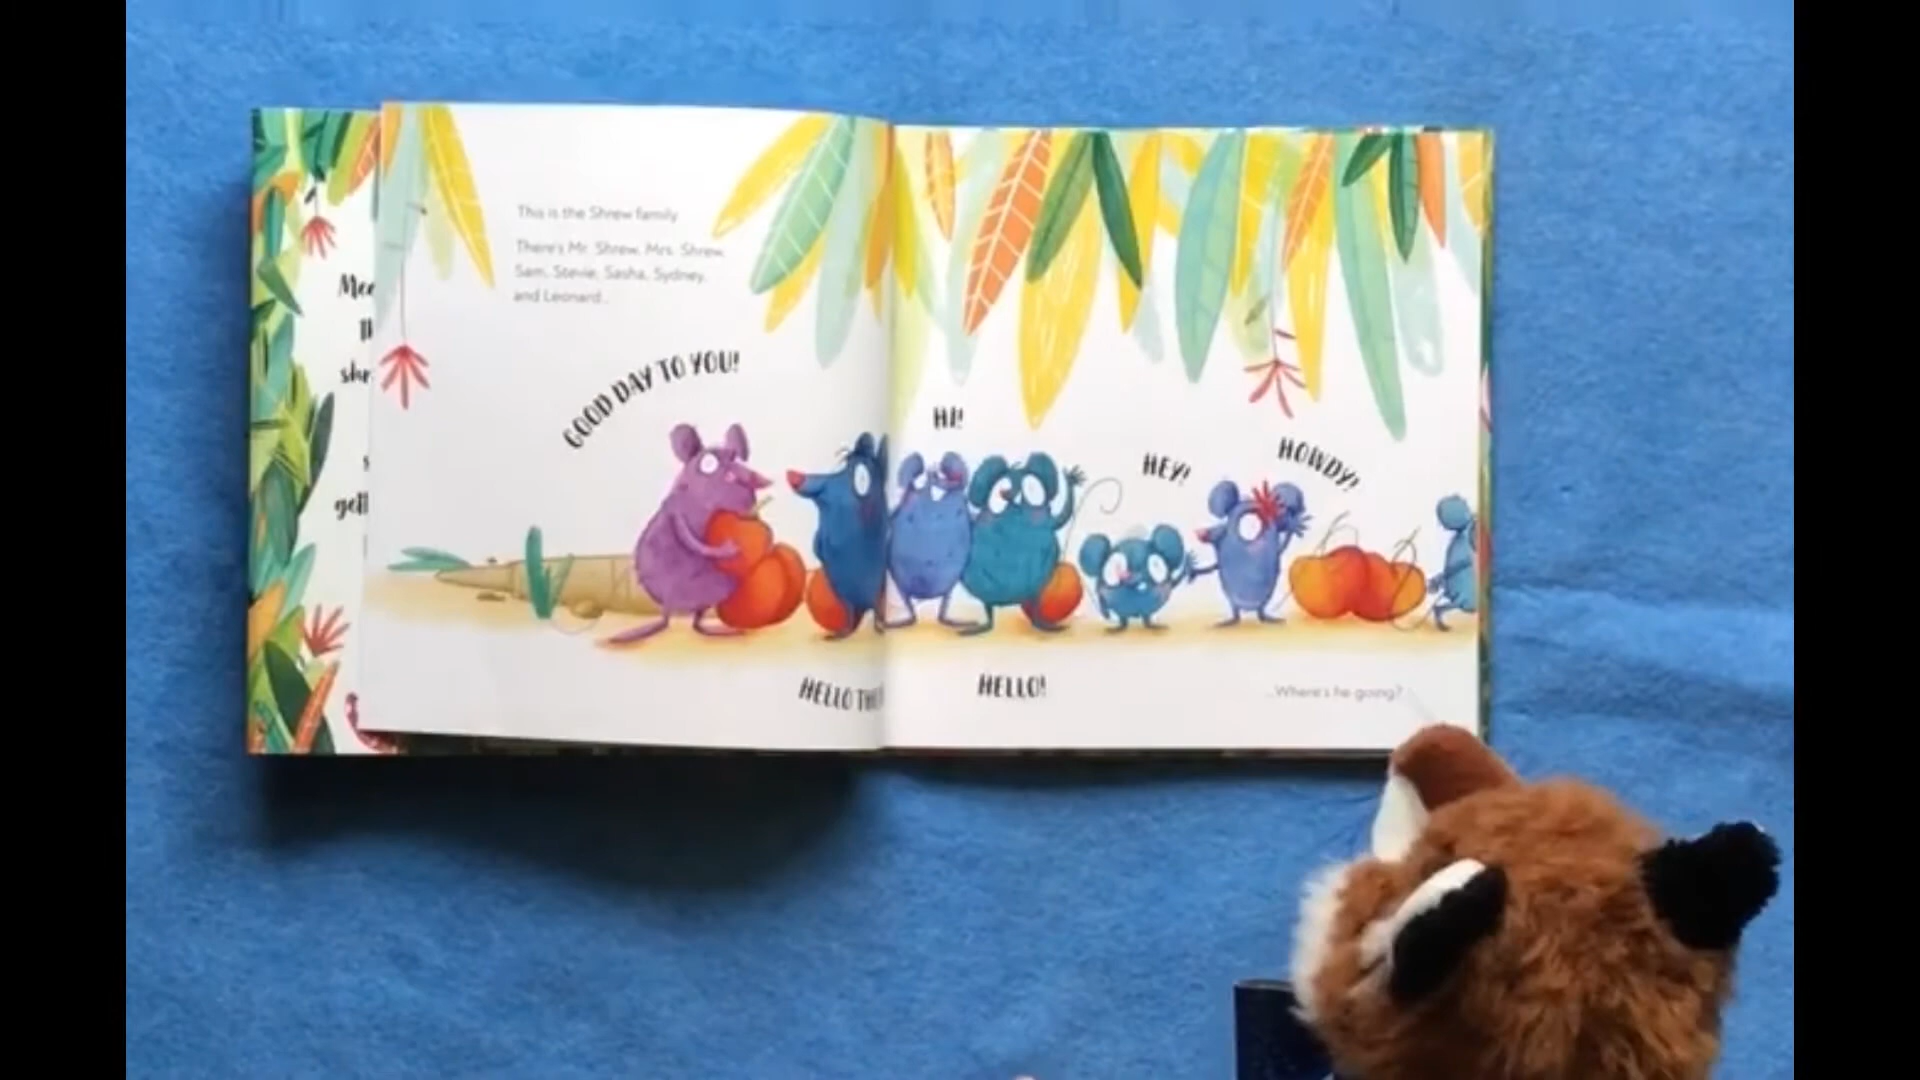 This is the Shrew family
There's Mr. Shrew, Mrs. Shrew,
Sam, Stevie, Sasha, Sydney,
and Leonard...
GOOD DAY TO YOU!
HELLO
HI!
HELLO!
HEY!
HOWDY!
...Where's he going?